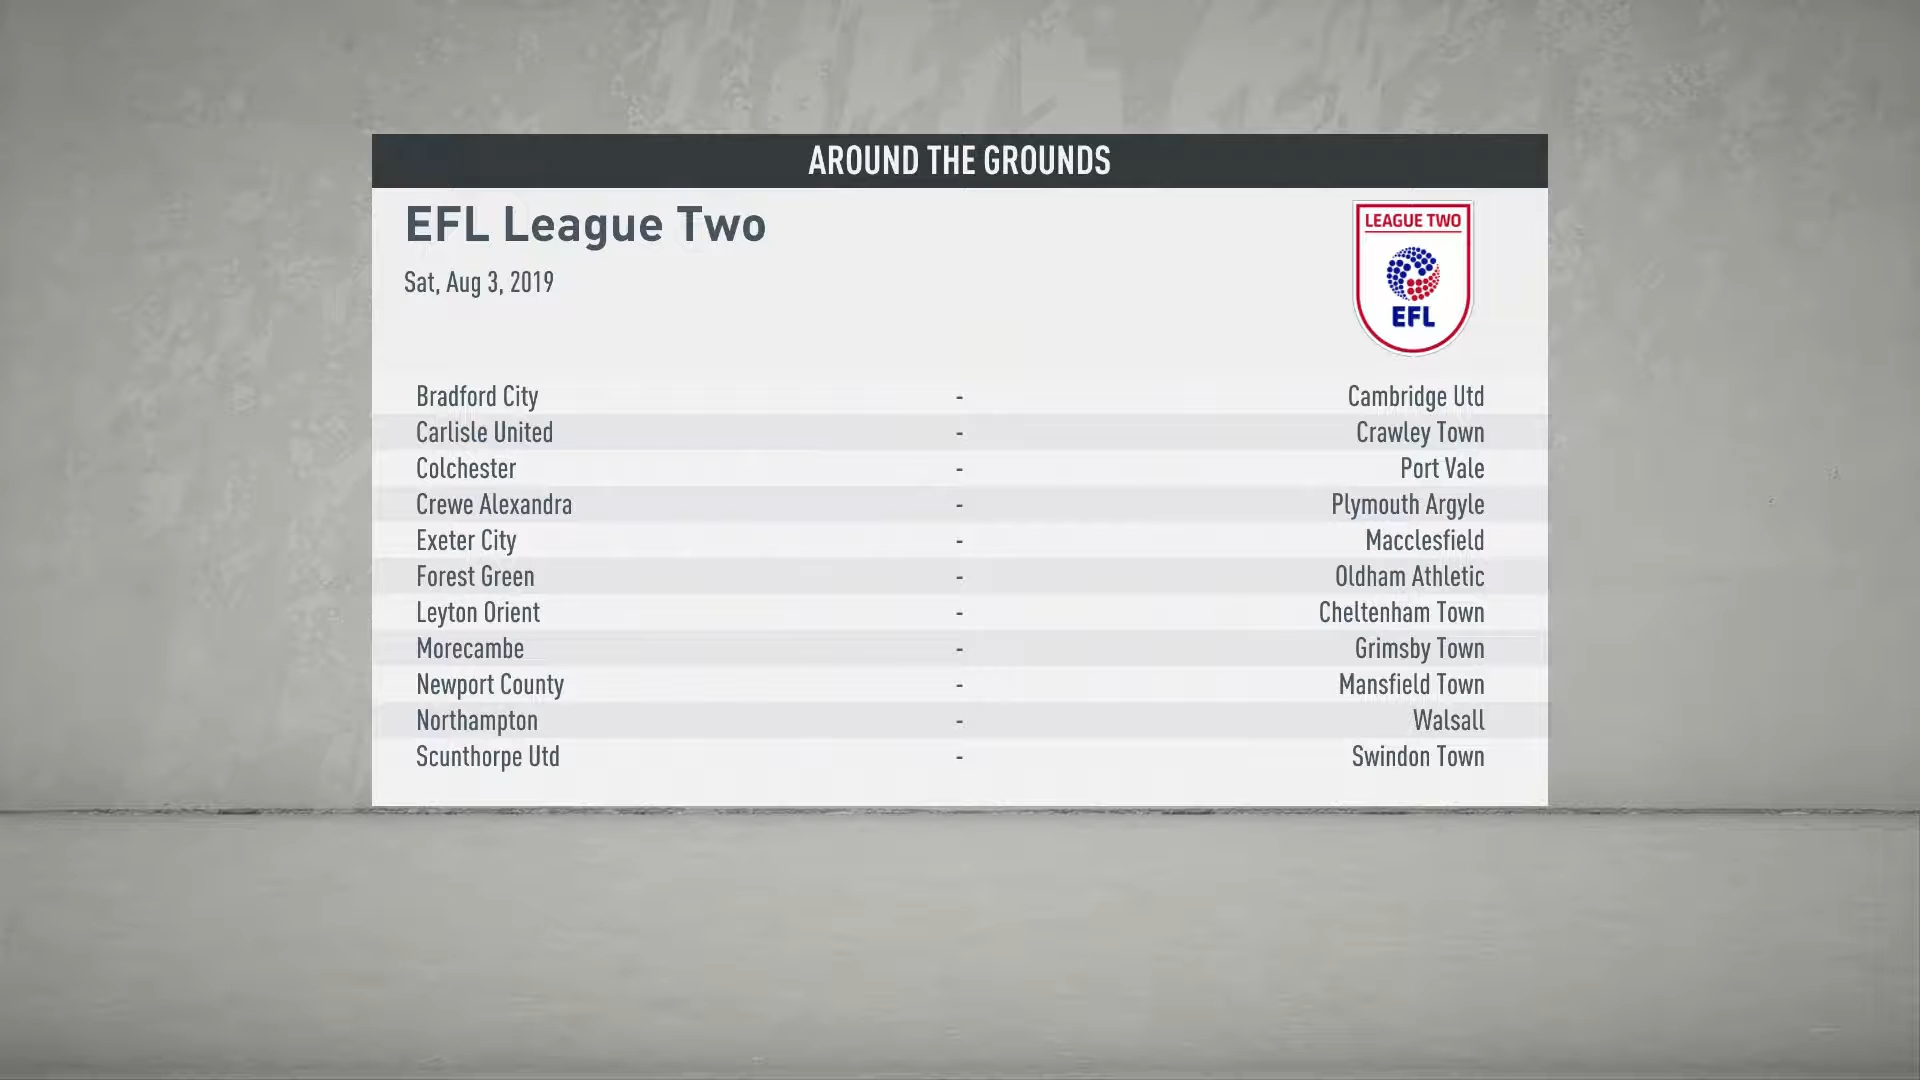 AROUND THE GROUNDS
EFL League Two
Sat, Aug 3, 2019
LEAGUE TWO
EFL
Bradford City - Cambridge Utd
Carlisle United - Crawley Town
Colchester - Port Vale
Crewe Alexandra - Plymouth Argyle
Exeter City - Macclesfield
Forest Green - Oldham Athletic
Leyton Orient - Cheltenham Town
Morecambe - Grimsby Town
Newport County - Mansfield Town
Northampton - Walsall
Scunthorpe Utd - Swindon Town